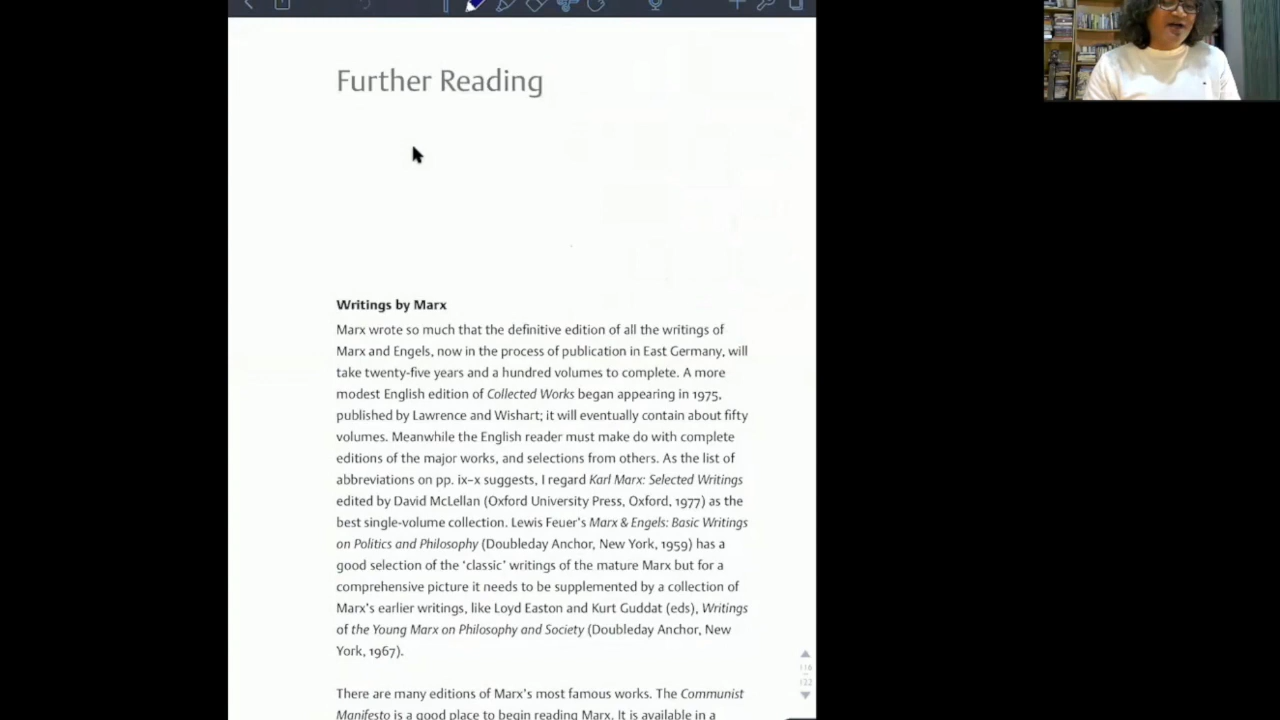 Further Reading
Writings by Marx
Marx wrote so much that the definitive edition of all the writings of
Marx and Engels, now in the process of publication in East Germany, will
take twenty-five years and a hundred volumes to complete. A more
modest English edition of Collected Works began appearing in 1975,
published by Lawrence and Wishart; it will eventually contain about fifty
volumes. Meanwhile the English reader must make do with complete
editions of the major works, and selections from others. As the list of
abbreviations on pp. ix–x suggests, I regard Karl Marx: Selected Writings
edited by David McLellan (Oxford University Press, Oxford, 1977) as the
best single-volume collection. Lewis Feuer's Marx & Engels: Basic Writings
on Politics and Philosophy (Doubleday Anchor, New York, 1959) has a
good selection of the ‘classic’ writings of the mature Marx but for a
comprehensive picture it needs to be supplemented by a collection of
Marx's earlier writings, like Loyd Easton and Kurt Guddat (eds), Writings
of the Young Marx on Philosophy and Society (Doubleday Anchor, New
York, 1967).
There are many editions of Marx's most famous works. The Communist
Manifesto is a good place to begin reading Marx. It is available in a
116
122